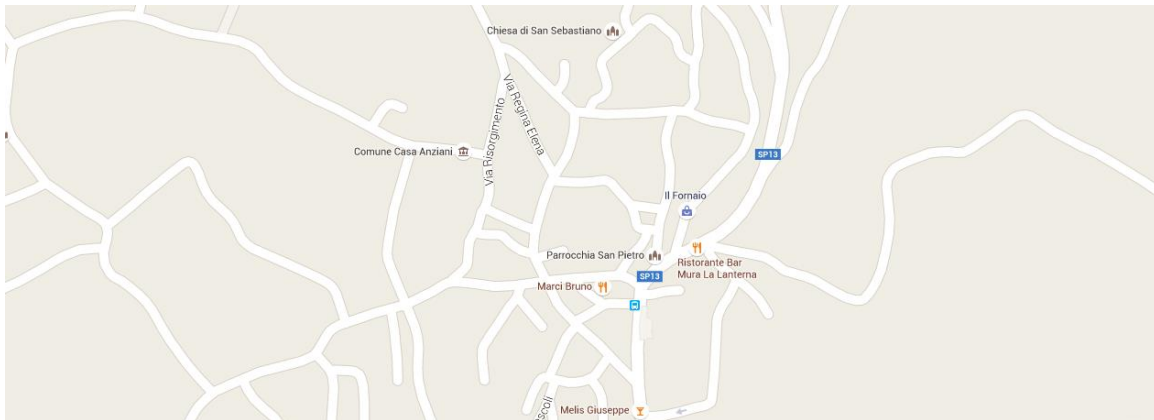 Chiesa di San Sebastiano
Via Risorgimento
Via Regina Elena
Comune Casa Anziani
SP13
Il Fornaio
Parrocchia San Pietro
Ristorante Bar
Mura La Lanterna
SP13
Marci Bruno
Melis Giuseppe